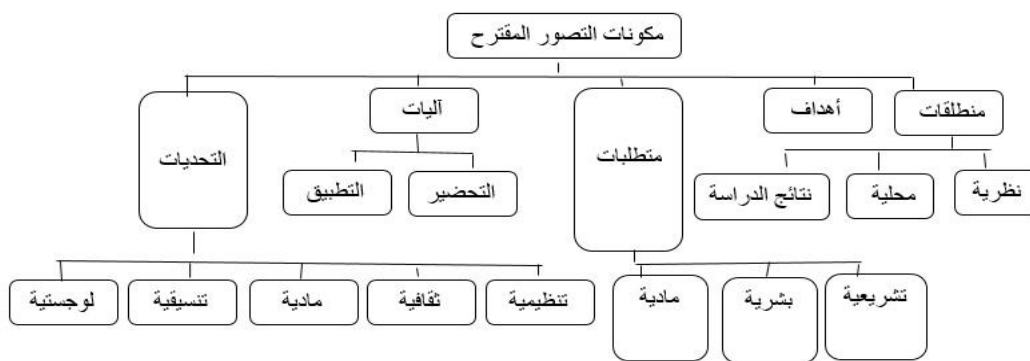 مكونات التصور المقترح
منطلقات
أهداف
متطلبات
آليات
التحديات
نظرية
محلية
نتائج الدراسة
التحضير
التطبيق
تشريعية
بشرية
مادية
تنظيمية
ثقافية
مادية
تنسيقية
لوجستية